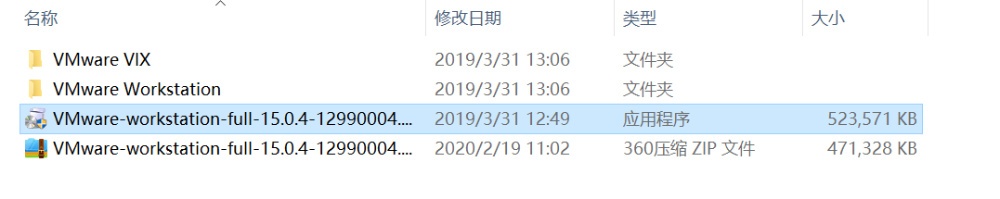 名称 修改日期 类型 大小
VMware VIX 2019/3/31 13:06 文件夹
VMware Workstation 2019/3/31 13:06 文件夹
VMware-workstation-full-15.0.4-12990004.... 2019/3/31 12:49 应用程序 523,571 KB
VMware-workstation-full-15.0.4-12990004.... 2020/2/19 11:02 360压缩 ZIP 文件 471,328 KB